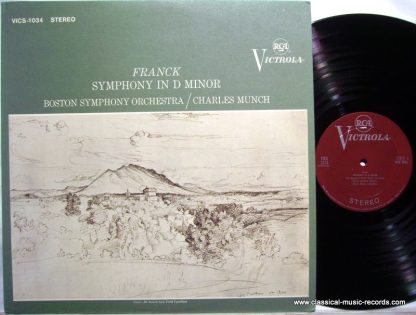 VICS-1034 STEREO
RCA
VICTROLA
FRANCK
SYMPHONY IN D MINOR
BOSTON SYMPHONY ORCHESTRA / CHARLES MUNCH
RCA
VICTROLA
STEREO
www.classical-music-records.com